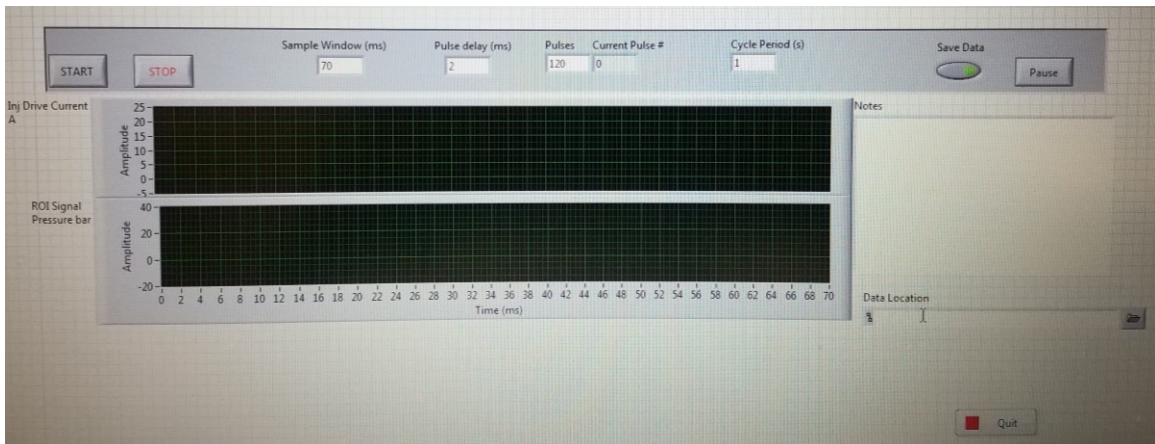 Sample Window (ms) Pulse delay (ms) Pulses Current Pulse # Cycle Period (s) Save Data
START STOP 70 2 120 0 1 Pause
Inj Drive Current
A
Amplitude
25
20
15
10
5
0
-5
Notes
ROI Signal
Pressure bar
Amplitude
40
20
0
-20
0 2 4 6 8 10 12 14 16 18 20 22 24 26 28 30 32 34 36 38 40 42 44 46 48 50 52 54 56 58 60 62 64 66 68 70
Time (ms)
Data Location
Quit